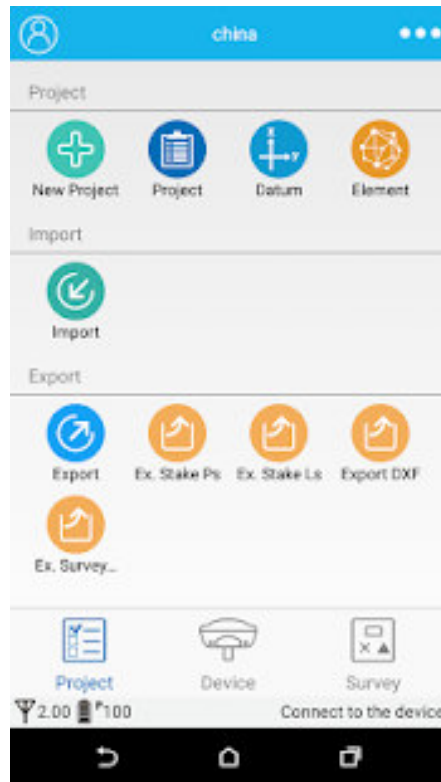 china
Project
New Project Project Datum Element
Import
Import
Export
Export Ex. Stake Ps Ex. Stake Ls Export DXF
Ex. Survey...
Project Device Survey
2.00 P100 Connect to the device